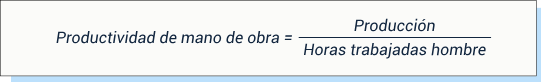 Producción
Productividad de mano de obra =
Horas trabajadas hombre